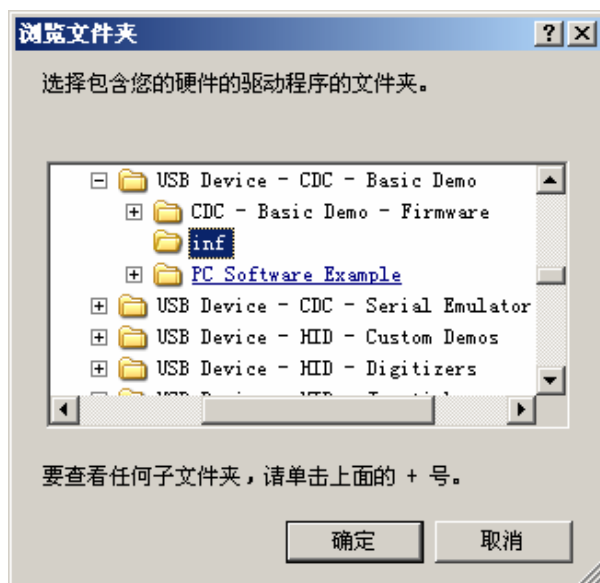 浏览文件夹
选择包含您的硬件的驱动程序的文件夹。
USB Device - CDC - Basic Demo
CDC - Basic Demo - Firmware
inf
PC Software Example
USB Device - CDC - Serial Emulator
USB Device - HID - Custom Demos
USB Device - HID - Digitizers
要查看任何子文件夹，请单击上面的 + 号。
确定 取消